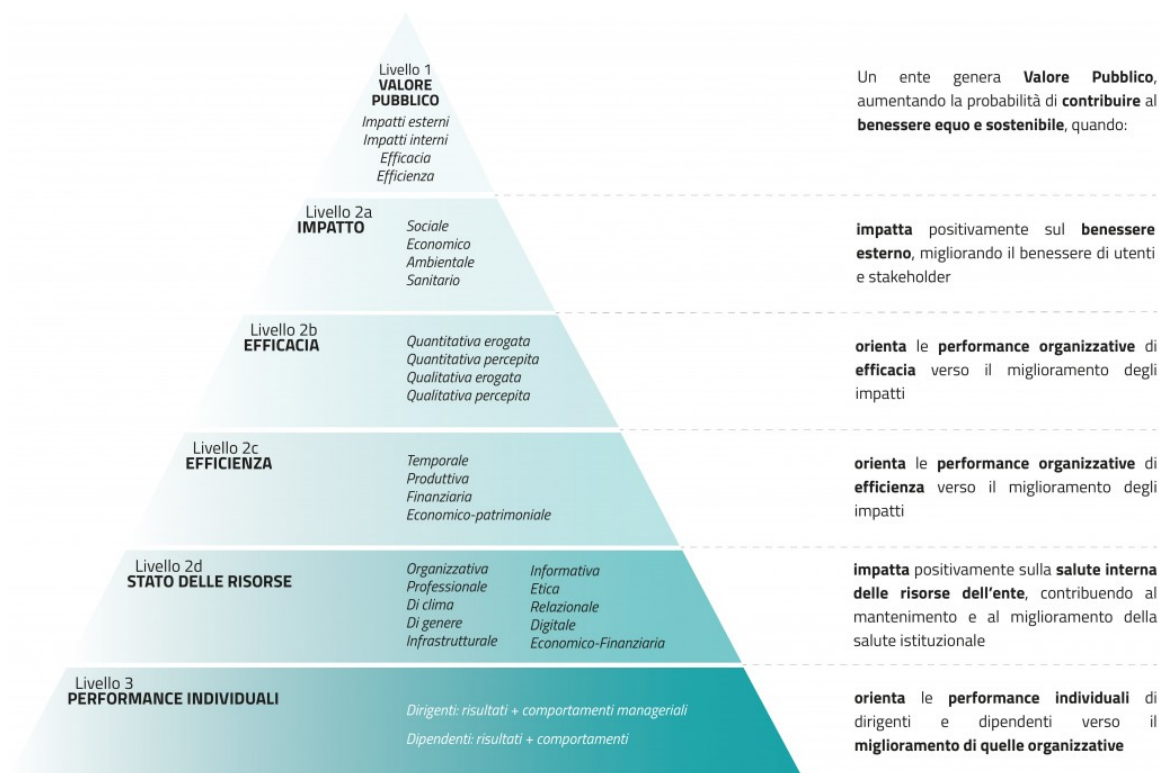 Livello 1
VALORE
PUBBLICO
Impatti esterni
Impatti interni
Efficacia
Efficienza
Un ente genera Valore Pubblico,
aumentando la probabilità di contribuire al
benessere equo e sostenibile, quando:
Livello 2a
IMPATTO
Sociale
Economico
Ambientale
Sanitario
impatta positivamente sul benessere
esterno, migliorando il benessere di utenti
e stakeholder
Livello 2b
EFFICACIA
Quantitativa erogata
Quantitativa percepita
Qualitativa erogata
Qualitativa percepita
orienta le performance organizzative di
efficacia verso il miglioramento degli
impatti
Livello 2c
EFFICIENZA
Temporale
Produttiva
Finanziaria
Economico-patrimoniale
orienta le performance organizzative di
efficienza verso il miglioramento degli
impatti
Livello 2d
STATO DELLE RISORSE
Organizzativa
Professionale
Di clima
Di genere
Infrastrutturale
Informativa
Etica
Relazionale
Digitale
Economico-Finanziaria
impatta positivamente sulla salute interna
delle risorse dell'ente, contribuendo al
mantenimento e al miglioramento della
salute istituzionale
Livello 3
PERFORMANCE INDIVIDUALI
Dirigenti: risultati + comportamenti manageriali
Dipendenti: risultati + comportamenti
orienta le performance individuali di
dirigenti e dipendenti verso il
miglioramento di quelle organizzative